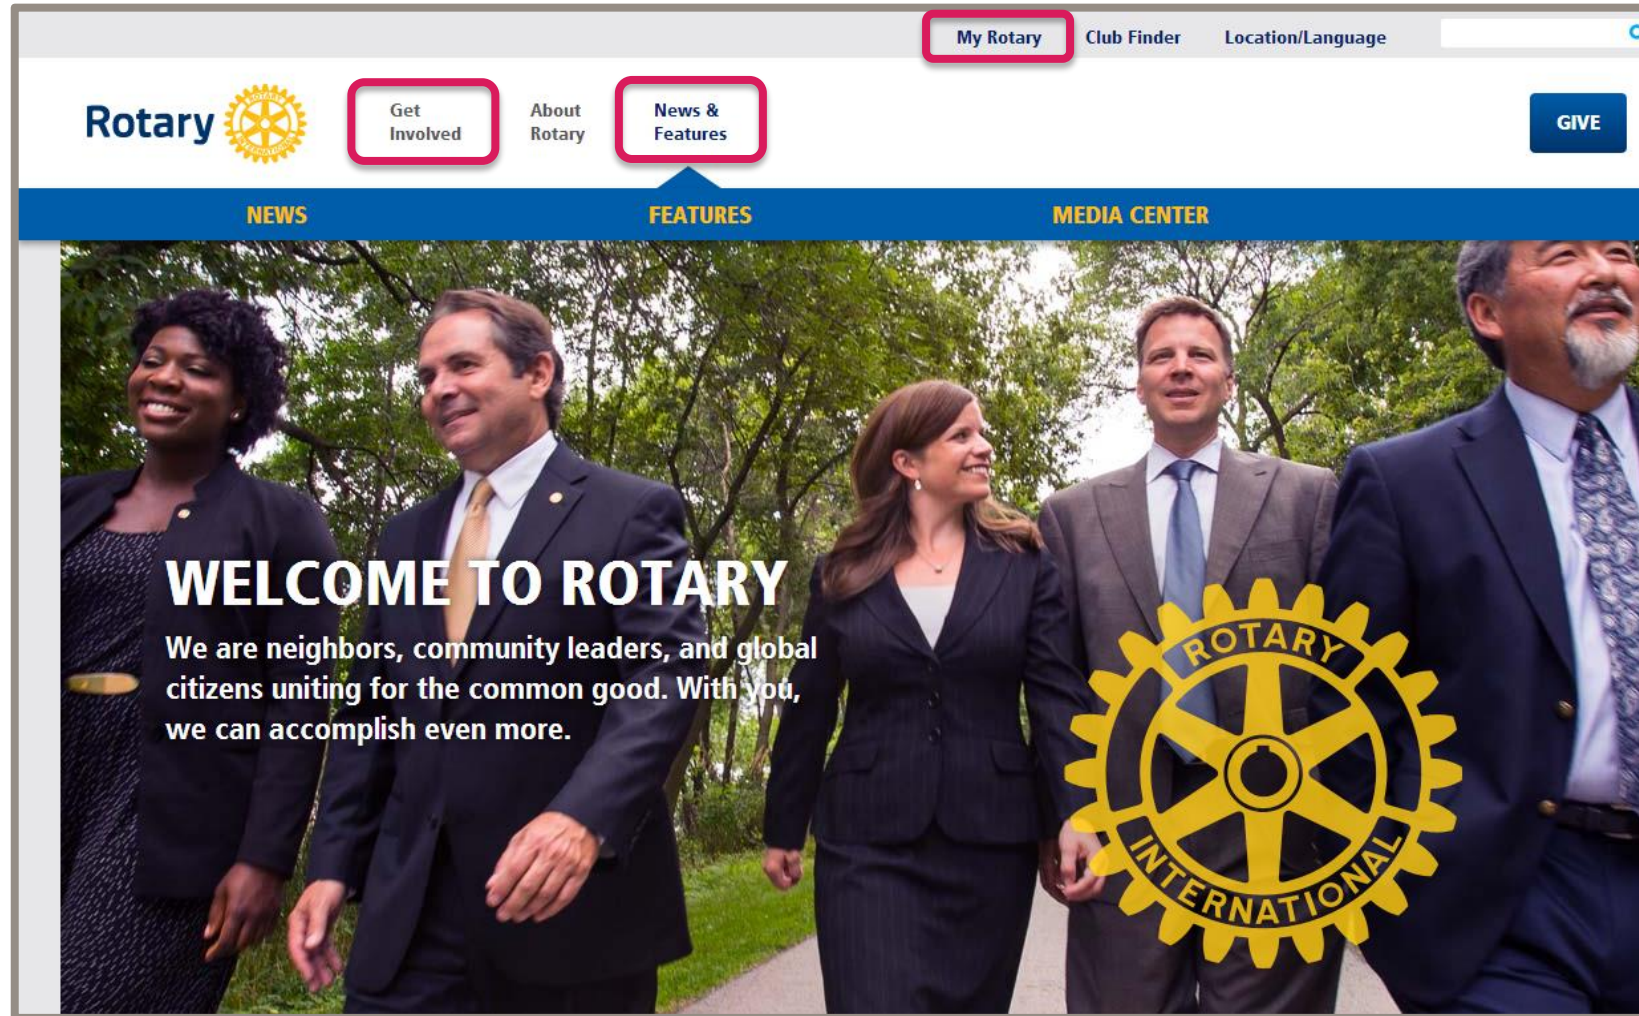 My Rotary Club Finder Location/Language
Rotary
ROTARY
INTERNATIONAL
Get
Involved
About
Rotary
News &
Features
GIVE
NEWS FEATURES MEDIA CENTER
WELCOME TO ROTARY
We are neighbors, community leaders, and global
citizens uniting for the common good. With you,
we can accomplish even more.
ROTARY
INTERNATIONAL